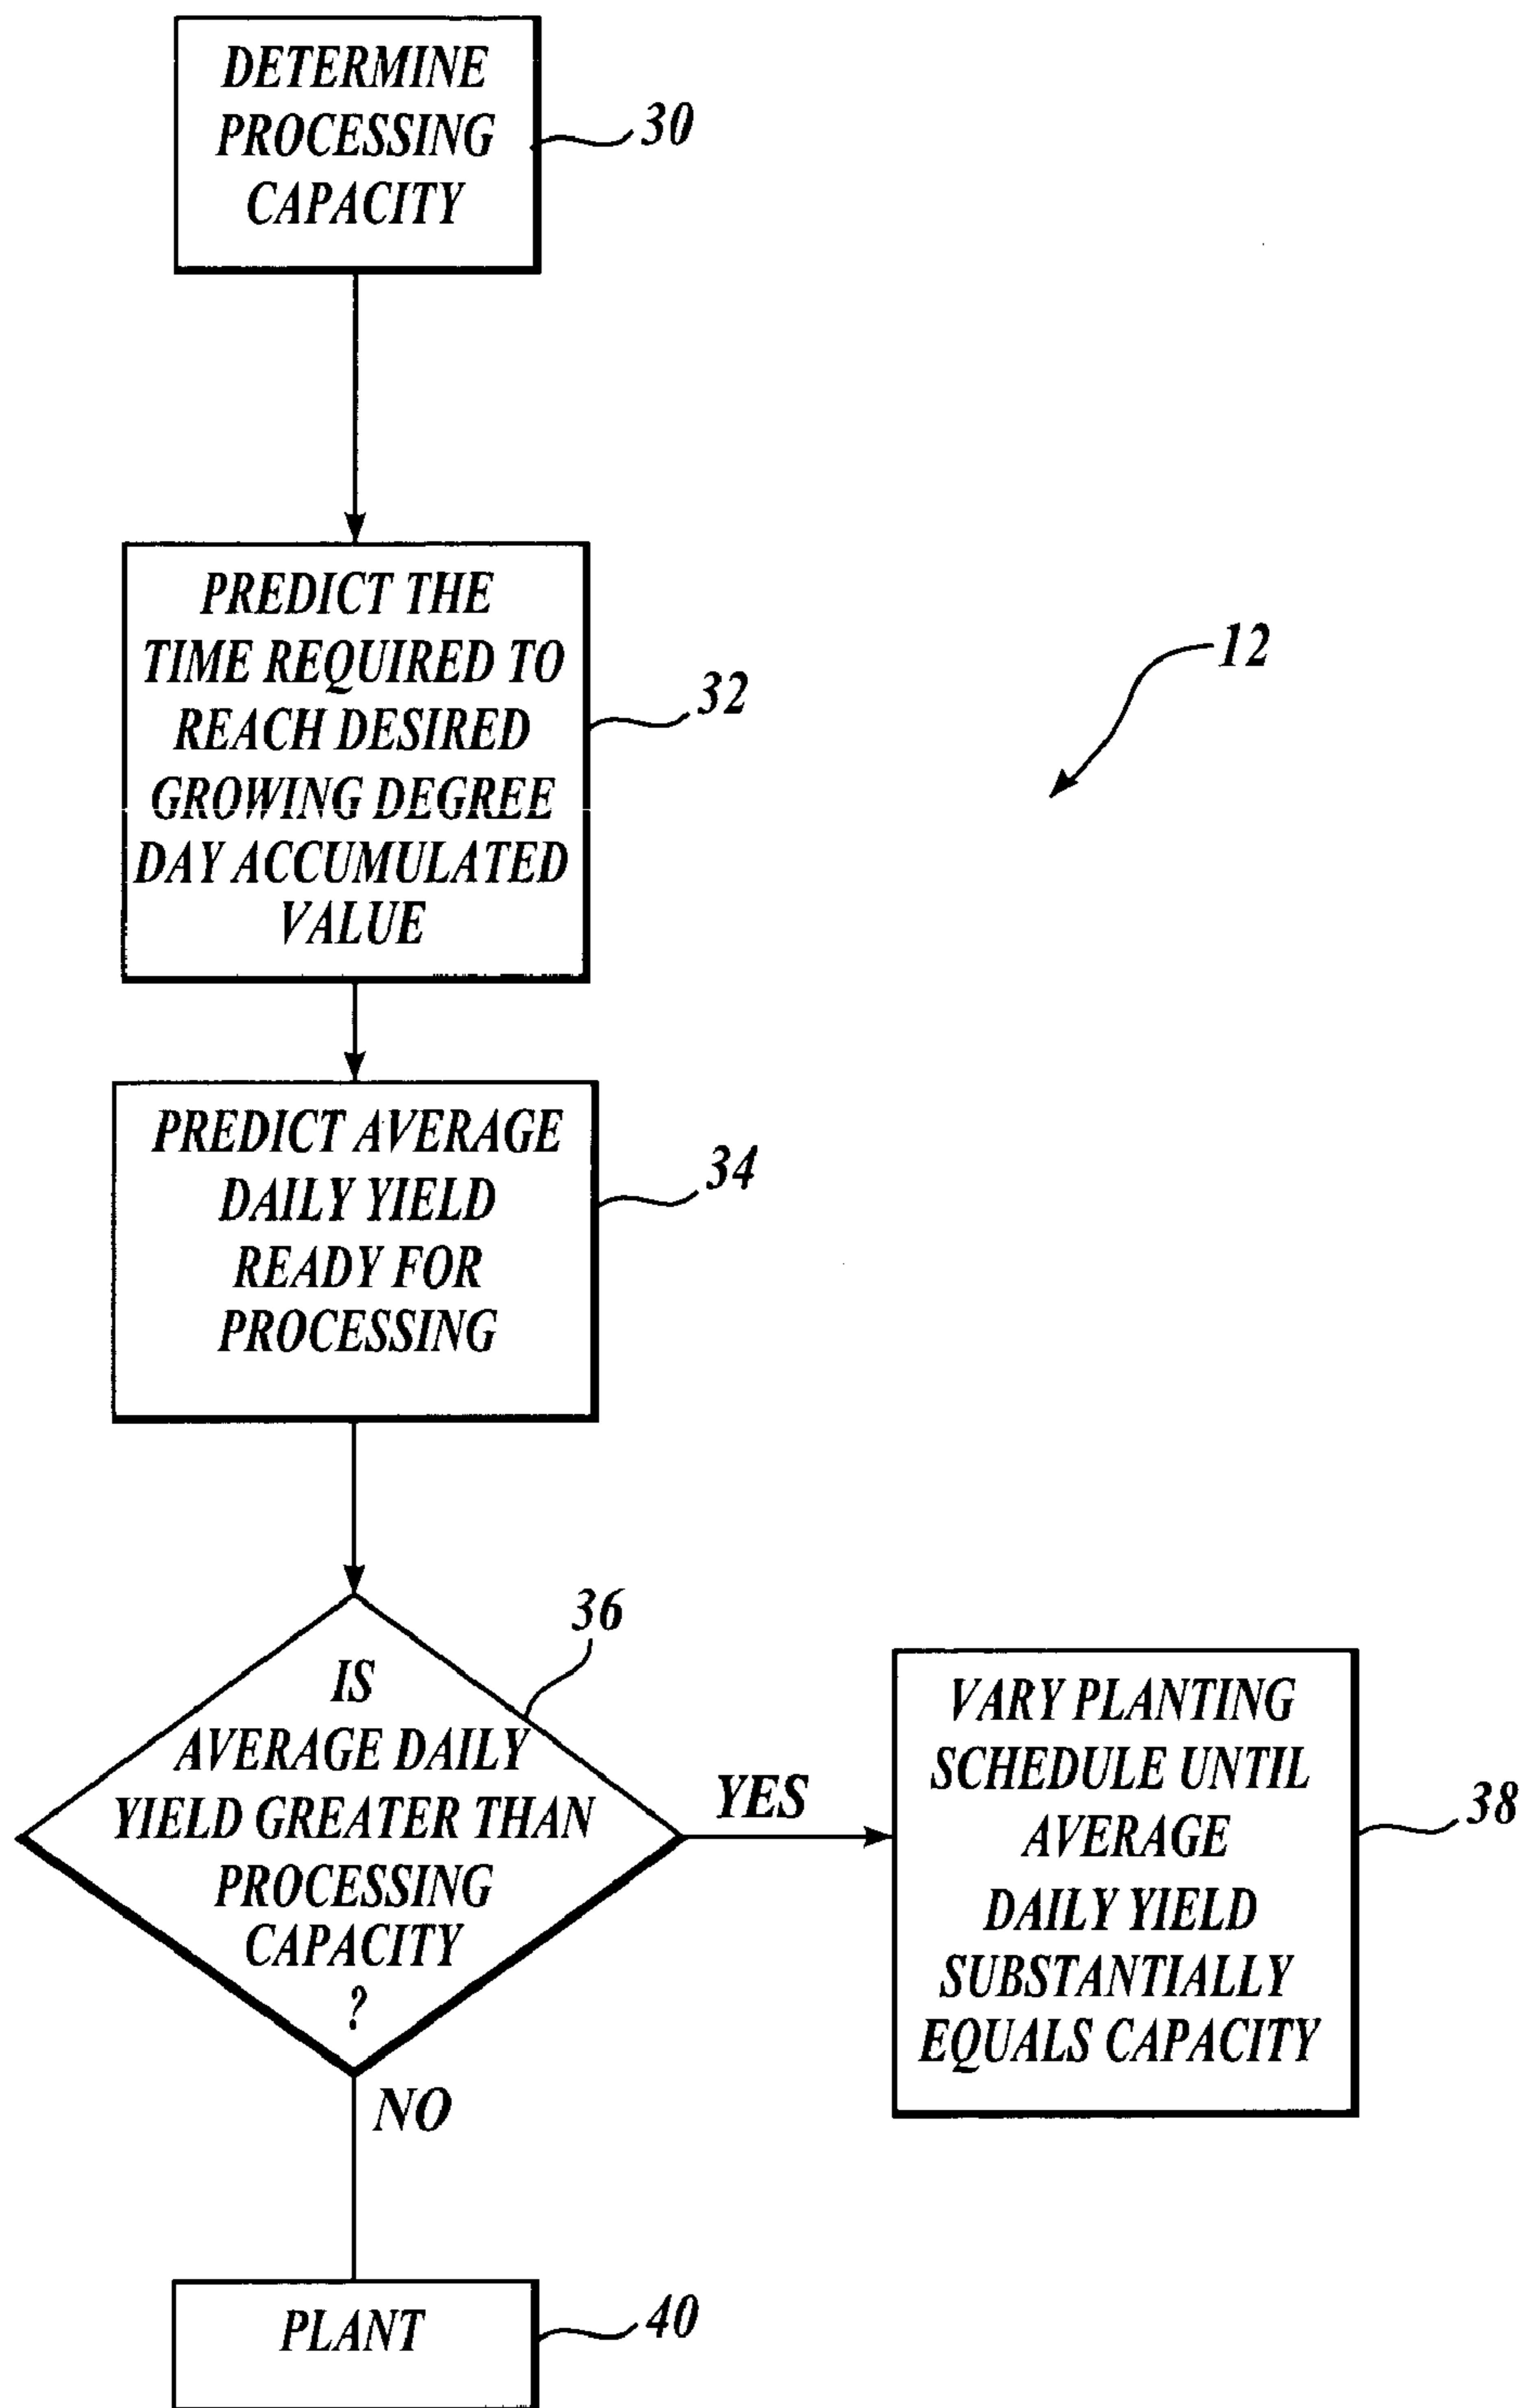 DETERMINE
PROCESSING
CAPACITY
30
PREDICT THE
TIME REQUIRED TO
REACH DESIRED
GROWING DEGREE
DAY ACCUMULATED
VALUE
32
12
PREDICT AVERAGE
DAILY YIELD
READY FOR
PROCESSING
34
36
IS
AVERAGE DAILY
YIELD GREATER THAN
PROCESSING
CAPACITY
?
YES
VARY PLANTING
SCHEDULE UNTIL
AVERAGE
DAILY YIELD
SUBSTANTIALLY
EQUALS CAPACITY
38
NO
PLANT
40